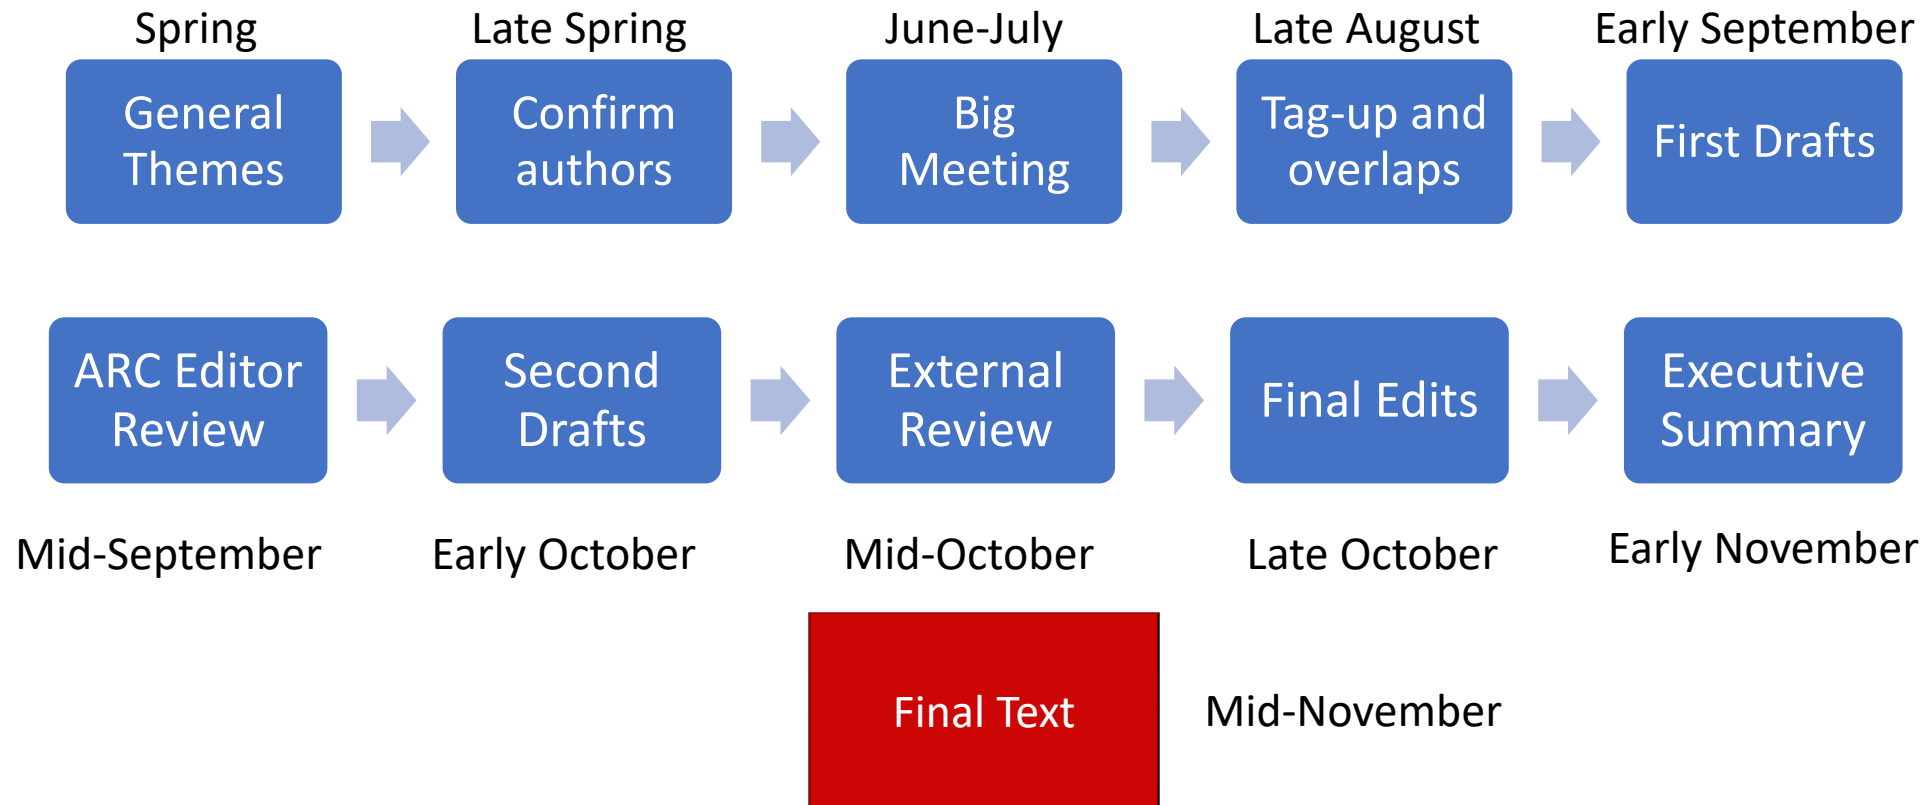 Spring
Late Spring
June-July
Late August
Early September
General
Themes
Confirm
authors
Big
Meeting
Tag-up and
overlaps
First Drafts
ARC Editor
Review
Second
Drafts
External
Review
Final Edits
Executive
Summary
Mid-September
Early October
Mid-October
Late October
Early November
Final Text
Mid-November